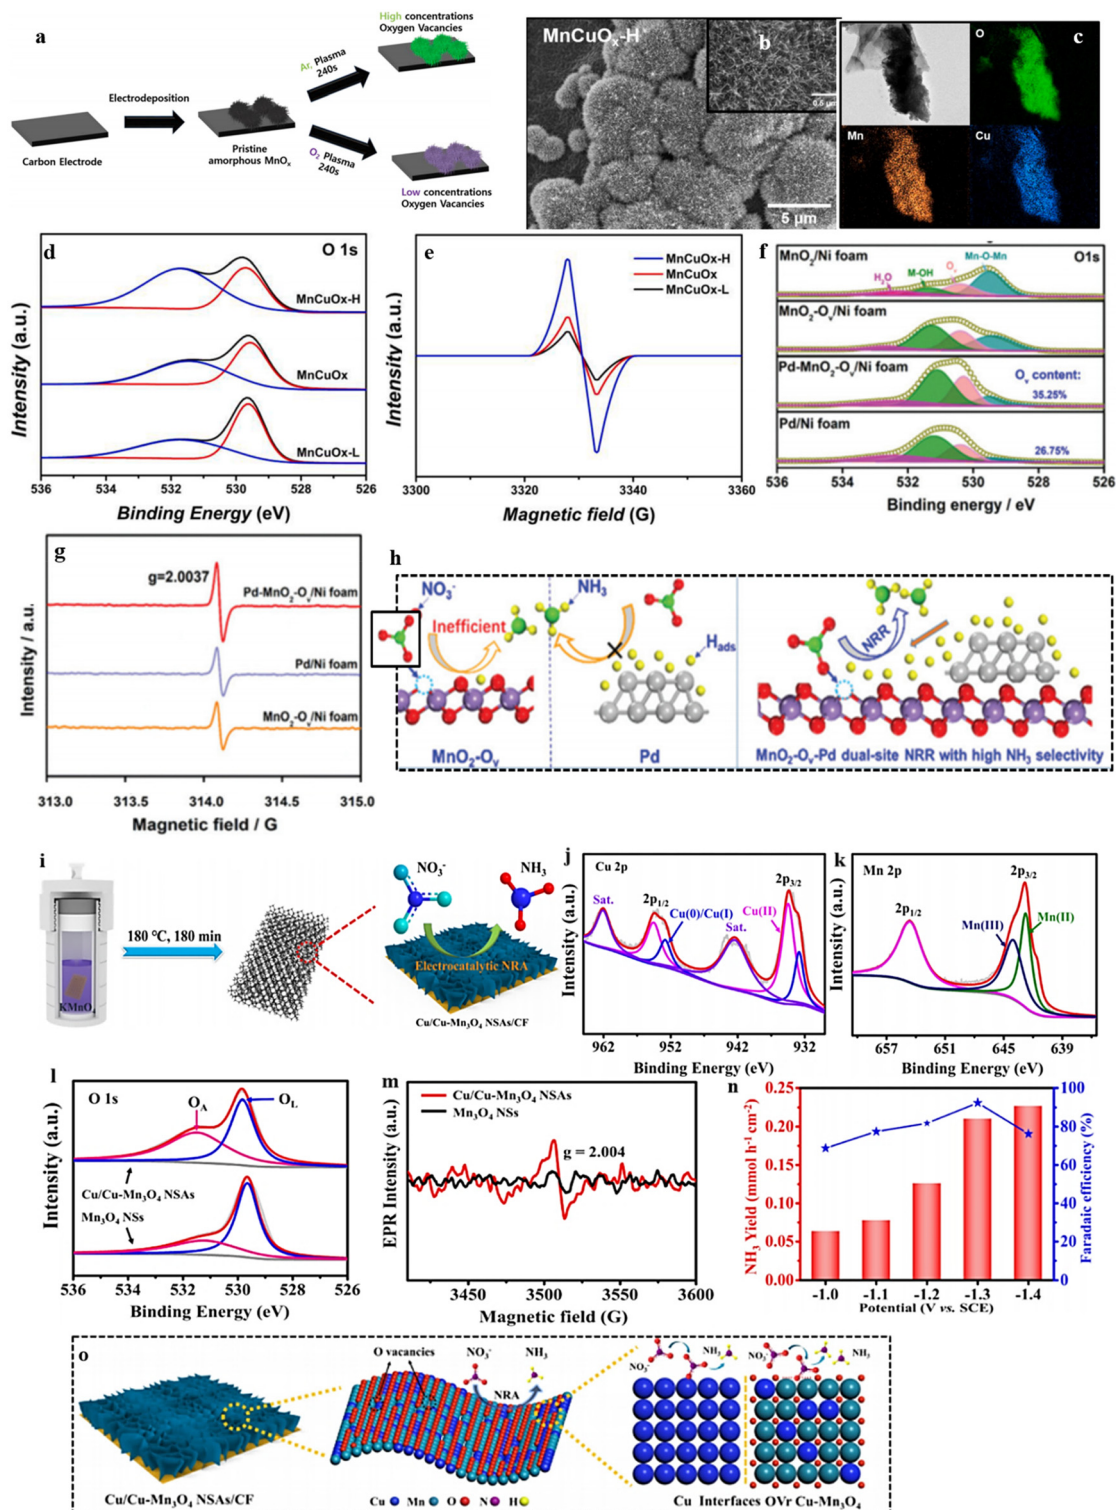 a
High concentrations
Oxygen Vacancies
Ar, Plasma
240s
Electrodeposition
Carbon Electrode
Pristine
amorphous MnOx
O2 Plasma
240s
Low concentrations
Oxygen Vacancies
MnCuOx-H
b
0.5 µm
5 µm
c
O
Mn
Cu
d
O 1s
MnCuOx-H
MnCuOx
MnCuOx-L
Intensity (a.u.)
536 534 532 530 528 526
Binding Energy (eV)
e
MnCuOx-H
MnCuOx
MnCuOx-L
Intensity (a.u.)
3300 3320 3340 3360
Magnetic field (G)
f
MnO2/Ni foam
O1s
H2O
M-OH
Ov
Mn-O-Mn
MnO2-Ov/Ni foam
Pd-MnO2-Ov/Ni foam
Ov content:
35.25%
Pd/Ni foam
26.75%
Intensity (a.u.)
536 534 532 530 528 526
Binding energy / eV
g
g=2.0037
Pd-MnO2-Ov/Ni foam
Pd/Ni foam
MnO2-Ov/Ni foam
Intensity / a.u.
313.0 313.5 314.0 314.5 315.0
Magnetic field / G
h
NO3-
Inefficient
NH3
Hads
NRR
MnO2-Ov
Pd
MnO2-Ov-Pd dual-site NRR with high NH3 selectivity
i
180 °C, 180 min
KMnO4
NO3-
NH3
Electrocatalytic NRA
Cu/Cu-Mn3O4 NSAs/CF
j
Cu 2p
2p3/2
Sat.
2p1/2
Cu(0)/Cu(I)
Cu(II)
Sat.
Intensity (a.u.)
962 952 942 932
Binding Energy (eV)
k
Mn 2p
2p3/2
2p1/2
Mn(III)
Mn(II)
Intensity (a.u.)
657 651 645 639
Binding Energy (eV)
l
O 1s
OA
OL
Cu/Cu-Mn3O4 NSAs
Mn3O4 NSs
Intensity (a.u.)
536 534 532 530 528 526
Binding Energy (eV)
m
Cu/Cu-Mn3O4 NSAs
Mn3O4 NSs
g = 2.004
EPR Intensity (a.u.)
3450 3500 3550 3600
Magnetic field (G)
n
NH3 Yield (mmol h-1 cm-2)
0.25
0.20
0.15
0.10
0.05
0.00
Faradaic efficiency (%)
100
80
60
40
20
0
-1.0 -1.1 -1.2 -1.3 -1.4
Potential (V vs. SCE)
o
O vacancies
NO3-
NH3
NRA
NO3-
NH3
NO3-
NH3
Cu/Cu-Mn3O4 NSAs/CF
Cu Mn O N H
Cu Interfaces OVr Cu-Mn3O4